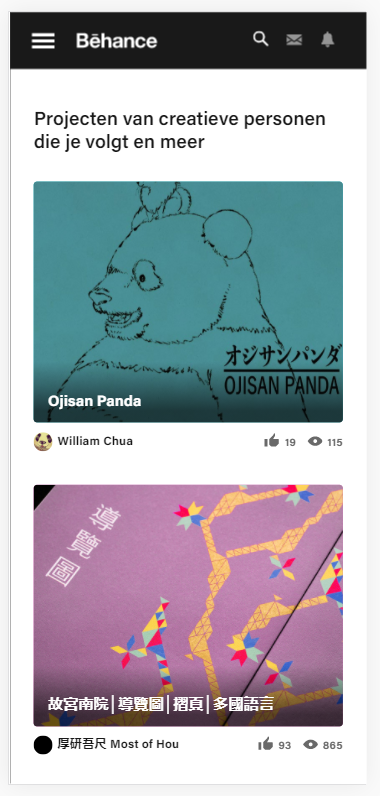 Bēhance
Projecten van creatieve personen
die je volgt en meer
オジサンパンダ
OJISAN PANDA
Ojisan Panda
William Chua
19
115
導覽圖
故宮南院│導覽圖│摺頁│多國語言
厚研吾尺 Most of Hou
93
865